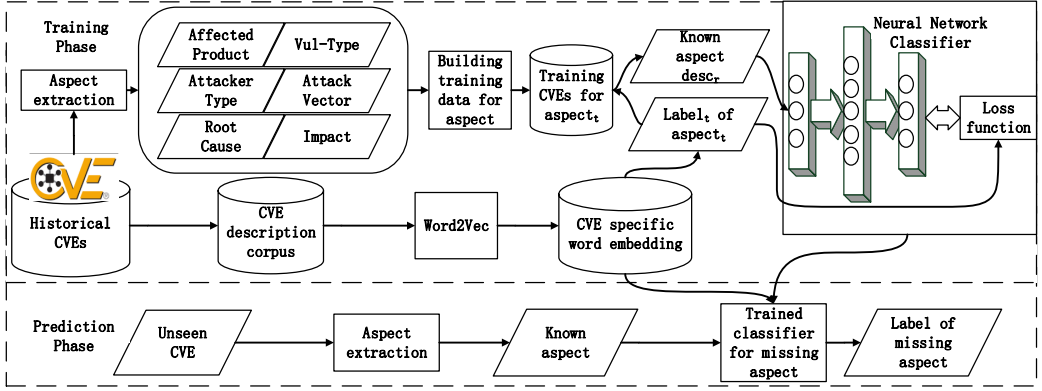 Training
Phase
Aspect
extraction
Affected
Product
Vul-Type
Attacker
Type
Attack
Vector
Root
Cause
Impact
Building
training
data for
aspect
Training
CVEs for
aspectt
Known
aspect
descr
Labelt of
aspectt
Neural Network
Classifier
Loss
function
CVE
Historical
CVEs
CVE
description
corpus
Word2Vec
CVE specific
word embedding
Prediction
Phase
Unseen
CVE
Aspect
extraction
Known
aspect
Trained
classifier
for missing
aspect
Label of
missing
aspect